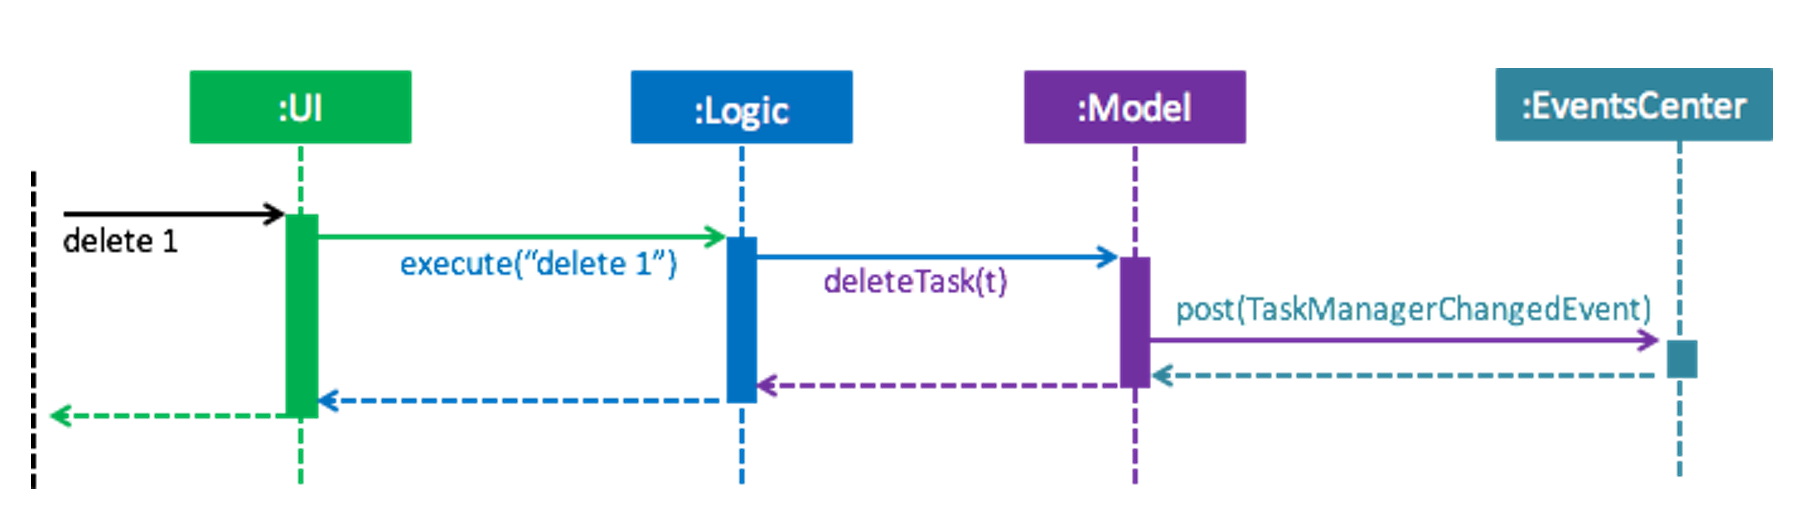 :UI
:Logic
:Model
:EventsCenter
delete 1
execute(“delete 1”)
deleteTask(t)
post(TaskManagerChangedEvent)